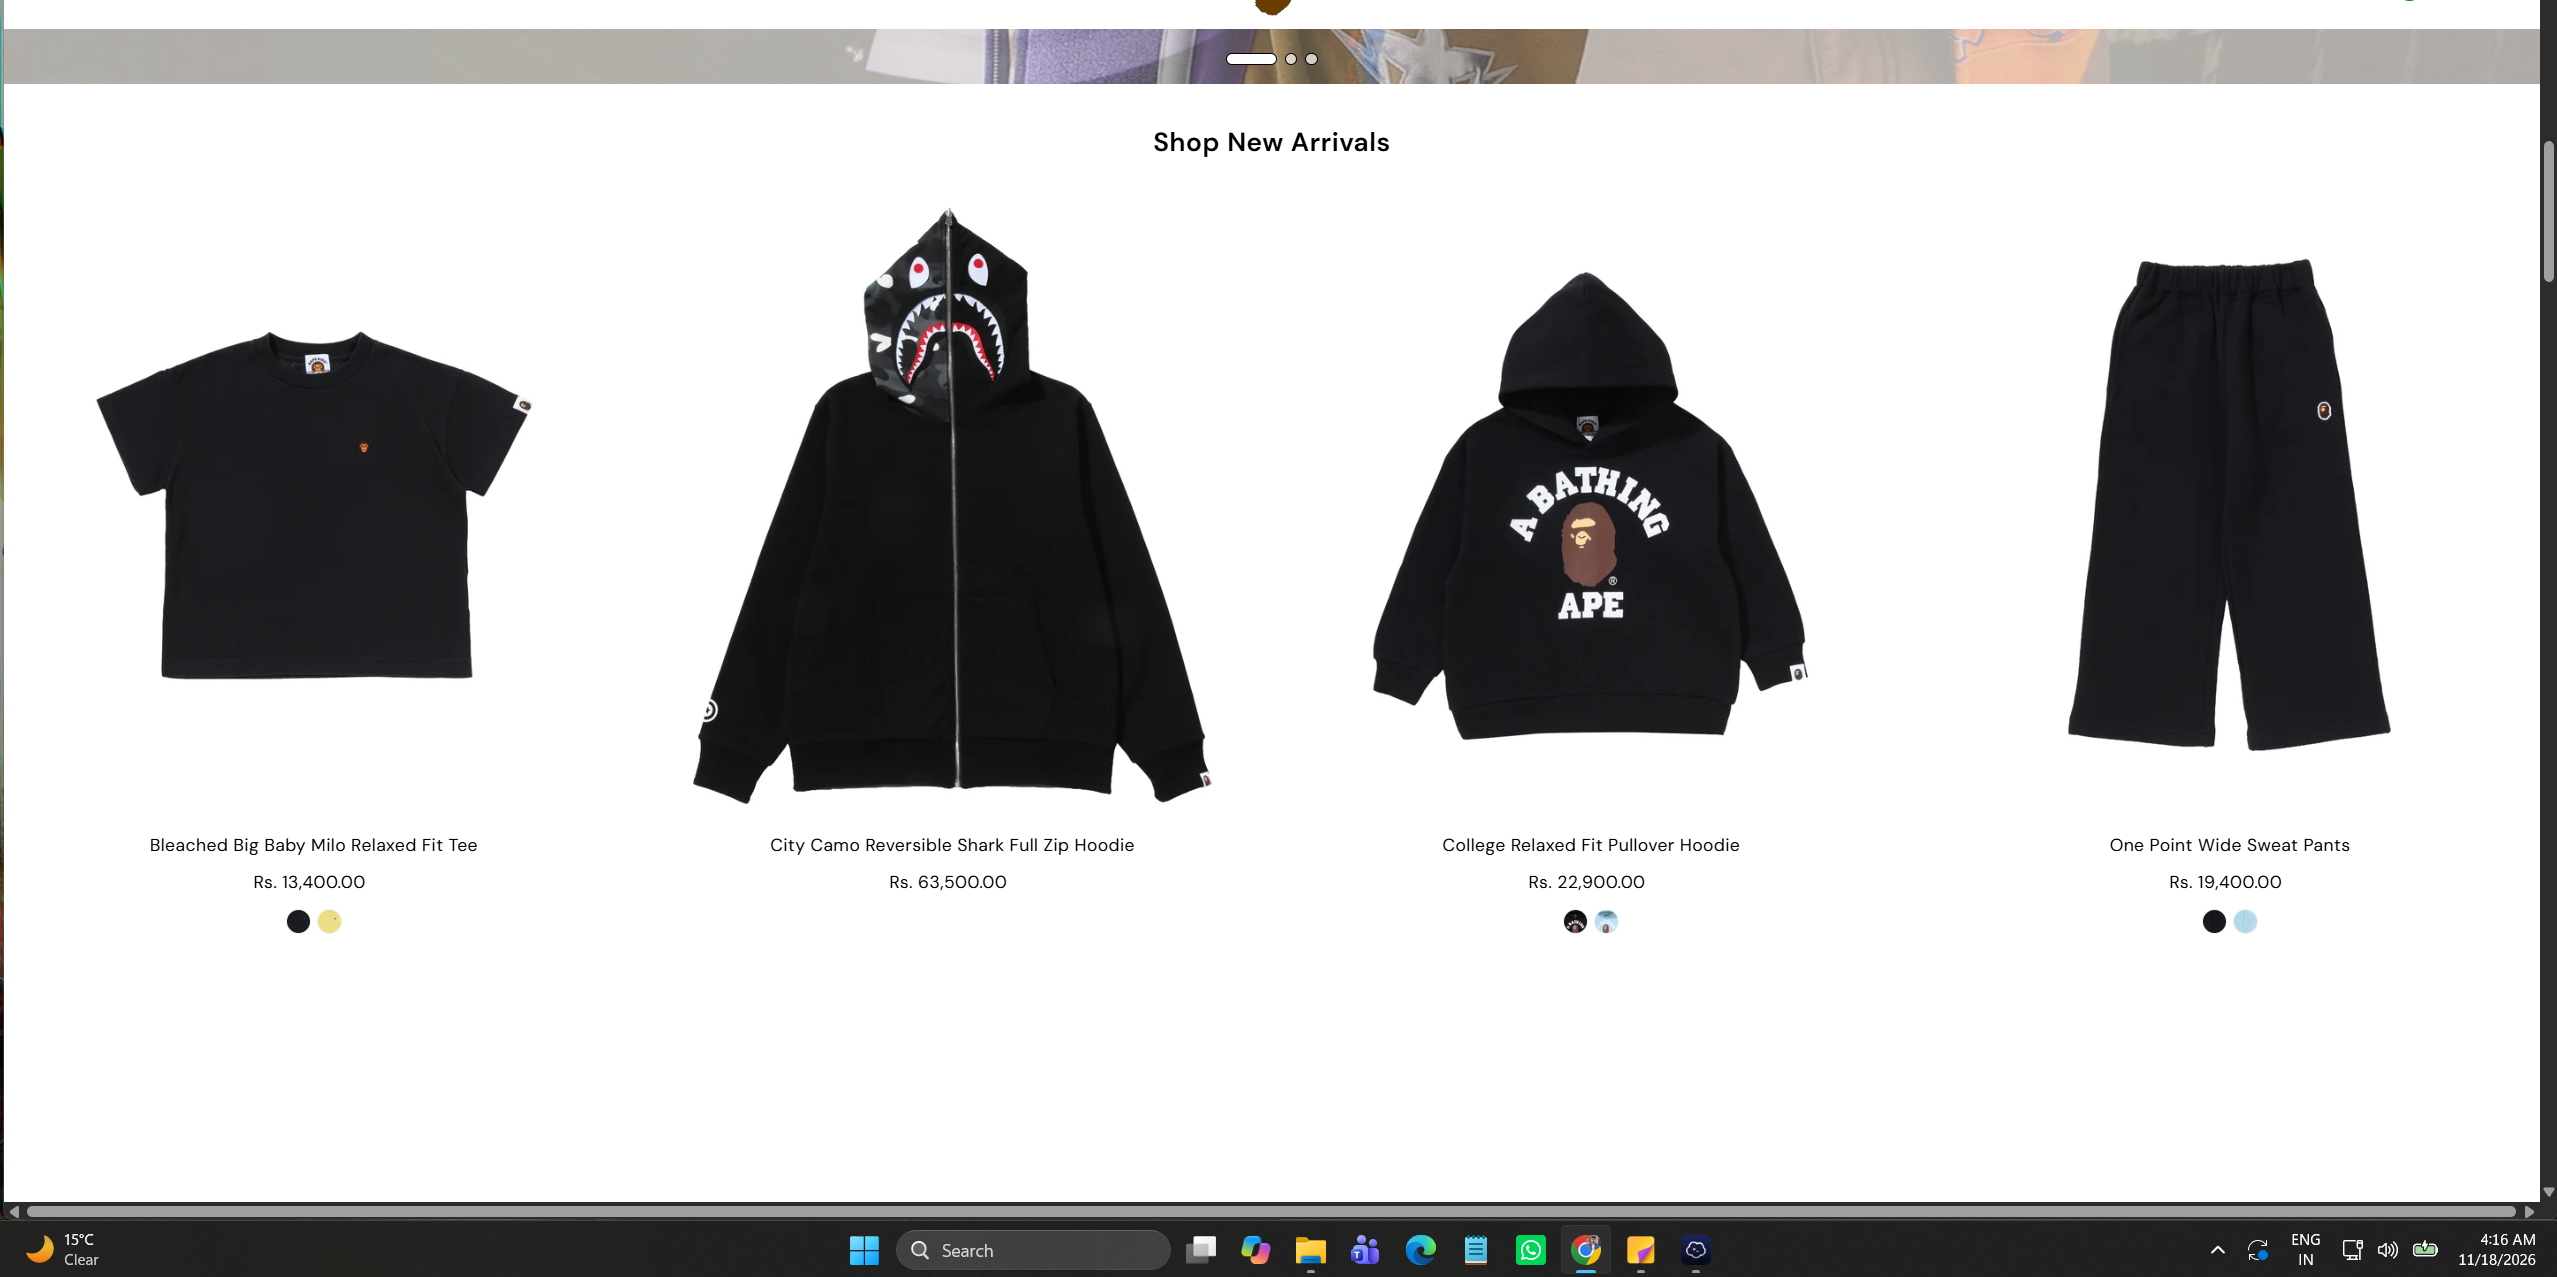 Shop New Arrivals
A BATHING
APE
®
Bleached Big Baby Milo Relaxed Fit Tee
Rs. 13,400.00
City Camo Reversible Shark Full Zip Hoodie
Rs. 63,500.00
College Relaxed Fit Pullover Hoodie
Rs. 22,900.00
One Point Wide Sweat Pants
Rs. 19,400.00
15°C
Clear
Search
ENG
IN
4:16 AM
11/18/2026